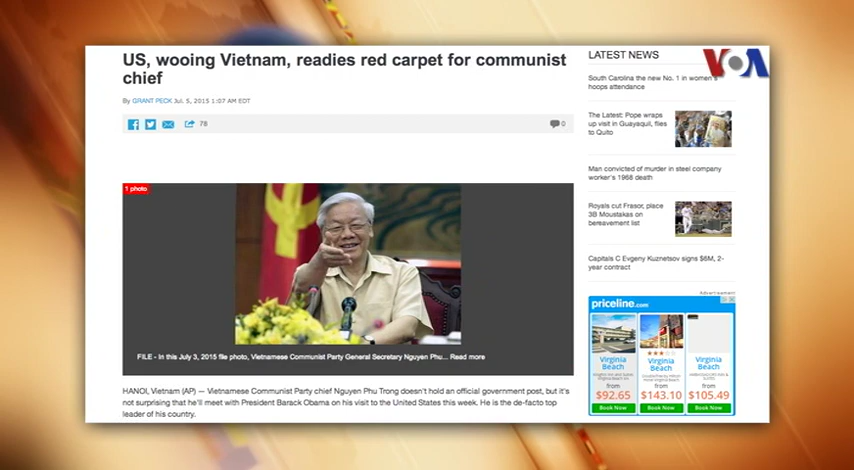 US, wooing Vietnam, readies red carpet for communist
chief
By GRANT PECK Jul. 5, 2015 1:07 AM EDT
78
0
1 photo
FILE - In this July 3, 2015 file photo, Vietnamese Communist Party General Secretary Nguyen Phu... Read more
HANOI, Vietnam (AP) — Vietnamese Communist Party chief Nguyen Phu Trong doesn't hold an official government post, but it's
not surprising that he'll meet with President Barack Obama on his visit to the United States this week. He is the de-facto top
leader of his country.
LATEST NEWS
VOA
South Carolina the new No. 1 in women's
hoops attendance
The Latest: Pope wraps
up visit in Guayaquil, flies
to Quito
Man convicted of murder in steel company
worker's 1968 death
Royals cut Frasor, place
3B Moustakas on
bereavement list
Capitals C Evgeny Kuznetsov signs $6M, 2-
year contract
Advertisement
priceline.com
Virginia
Beach
from
$92.65
Book Now
Virginia
Beach
from
$143.10
Book Now
Virginia
Beach
from
$105.49
Book Now